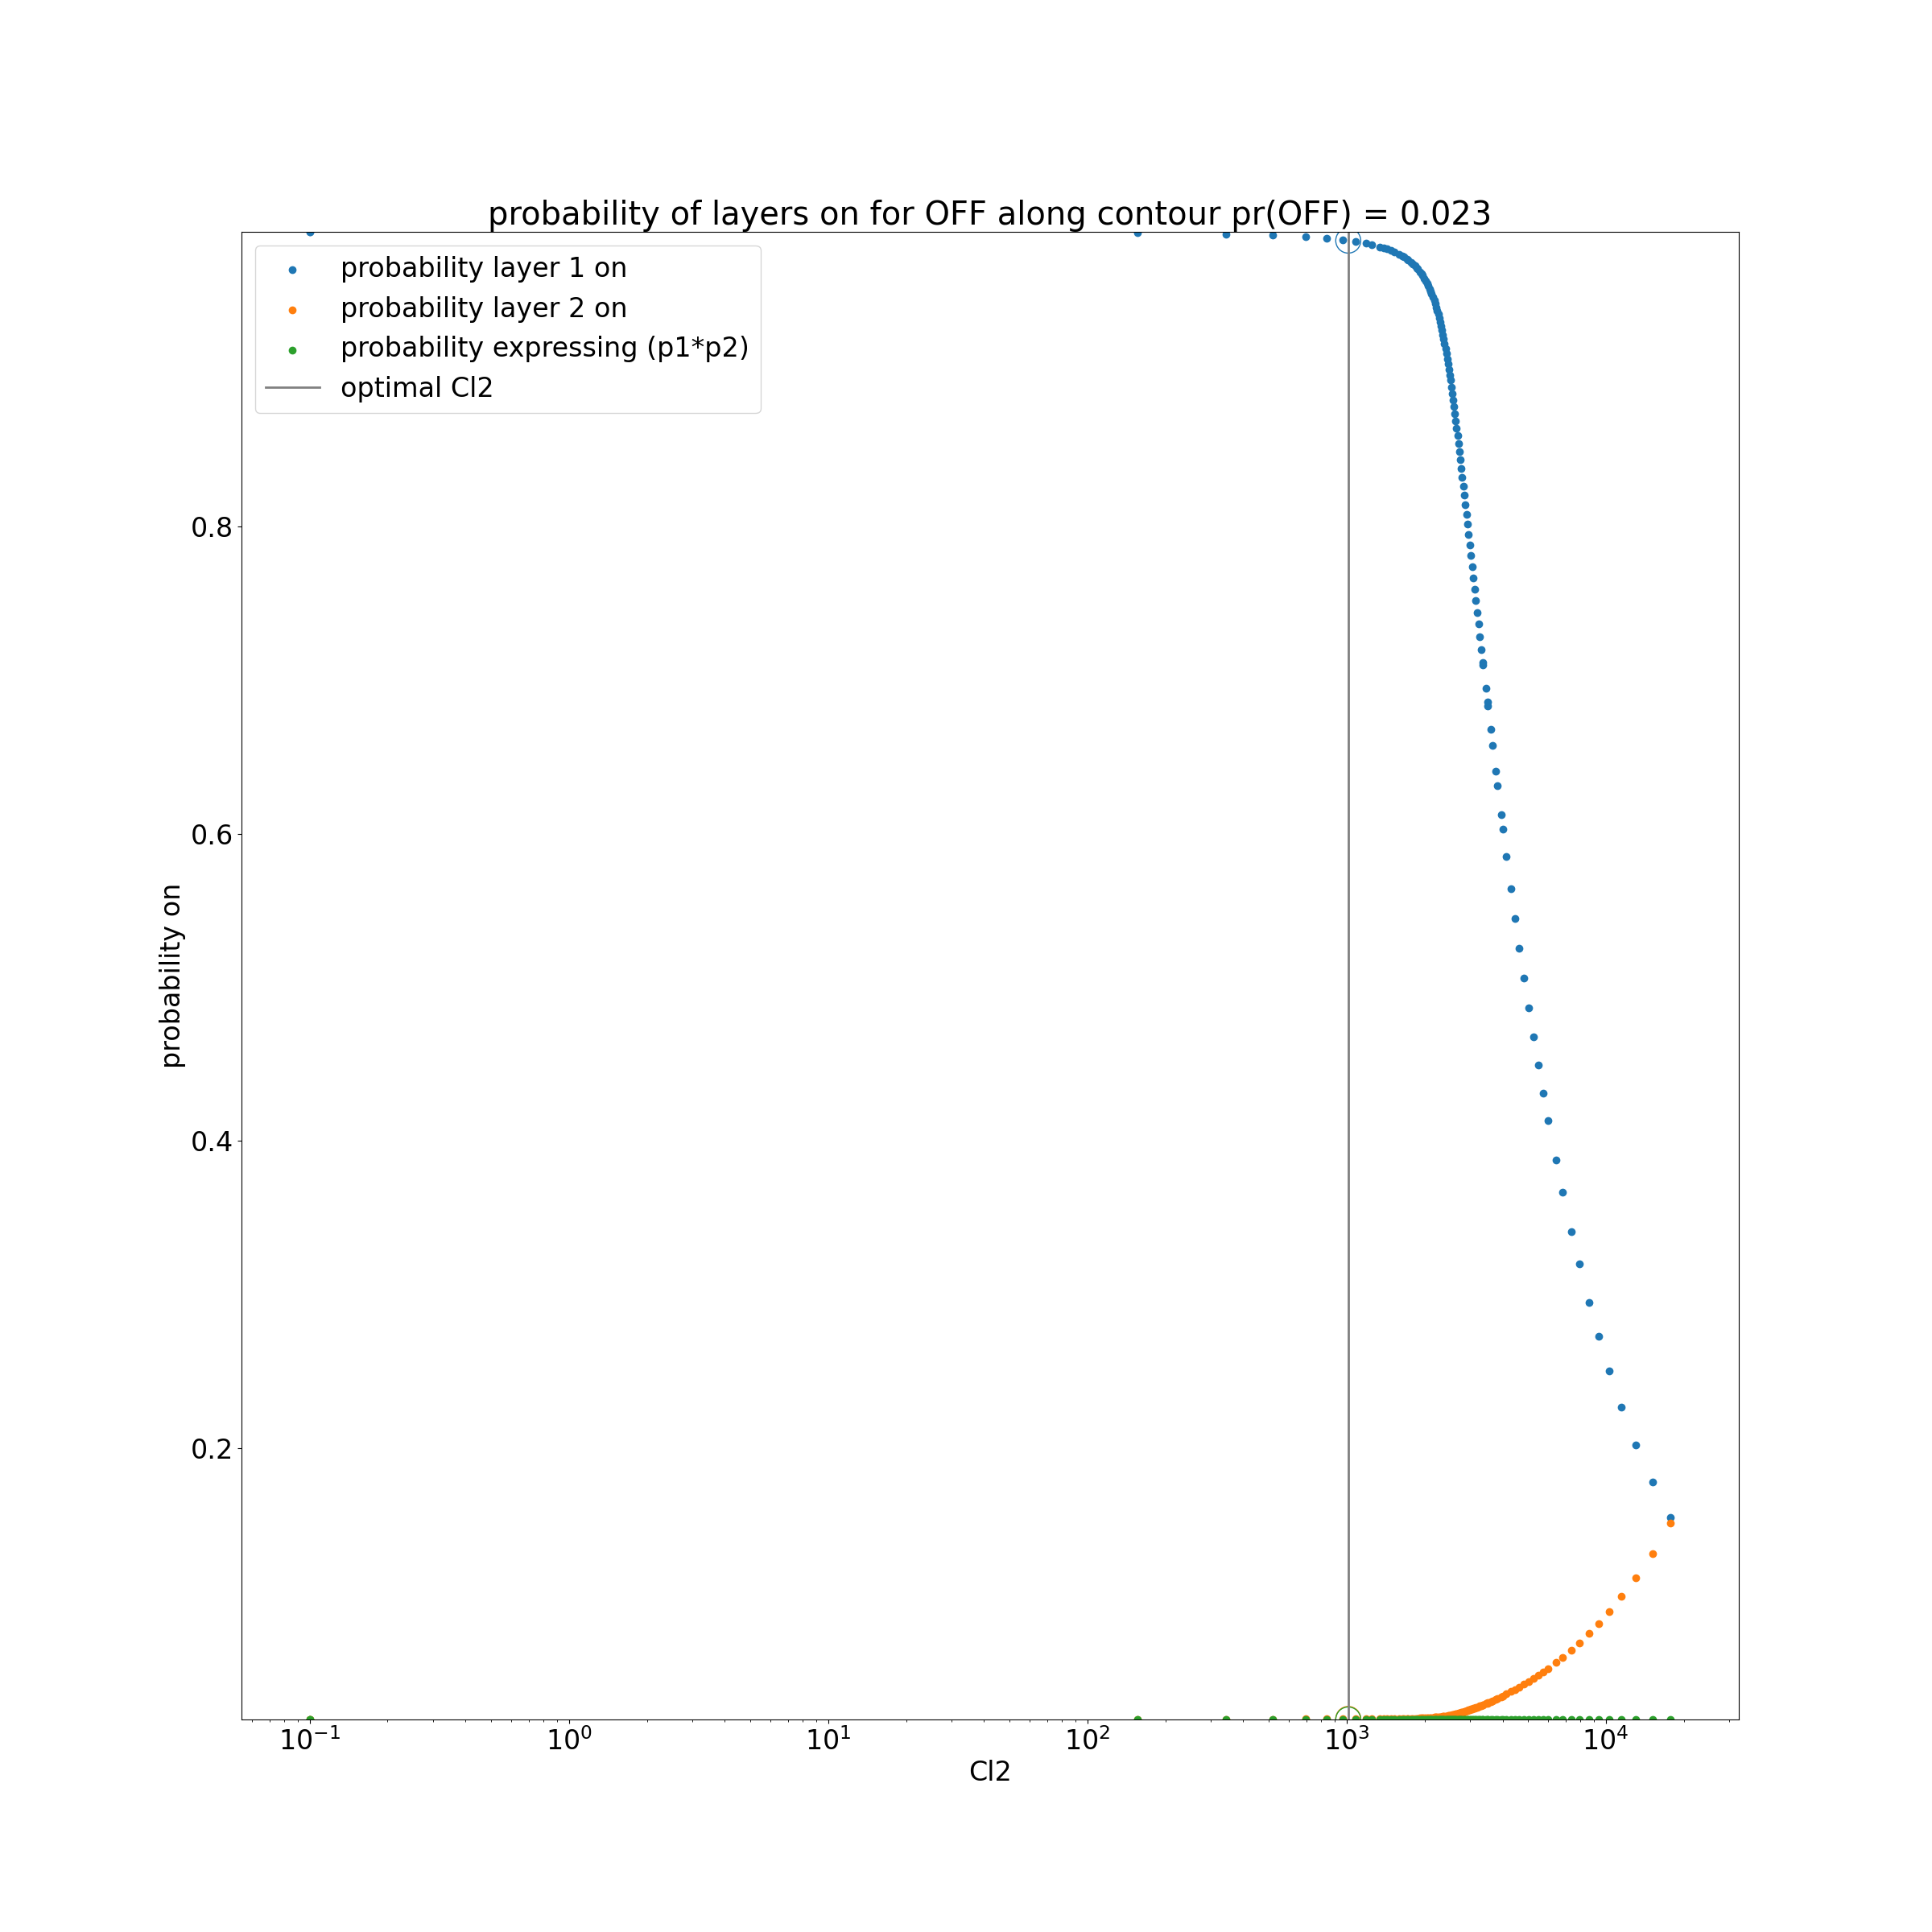 probability of layers on for OFF along contour pr(OFF) = 0.023
probability layer 1 on
probability layer 2 on
probability expressing (p1*p2)
optimal Cl2
0.8
0.6
0.4
0.2
probability on
10⁻¹ 10⁰ 10¹ 10² 10³ 10⁴
Cl2